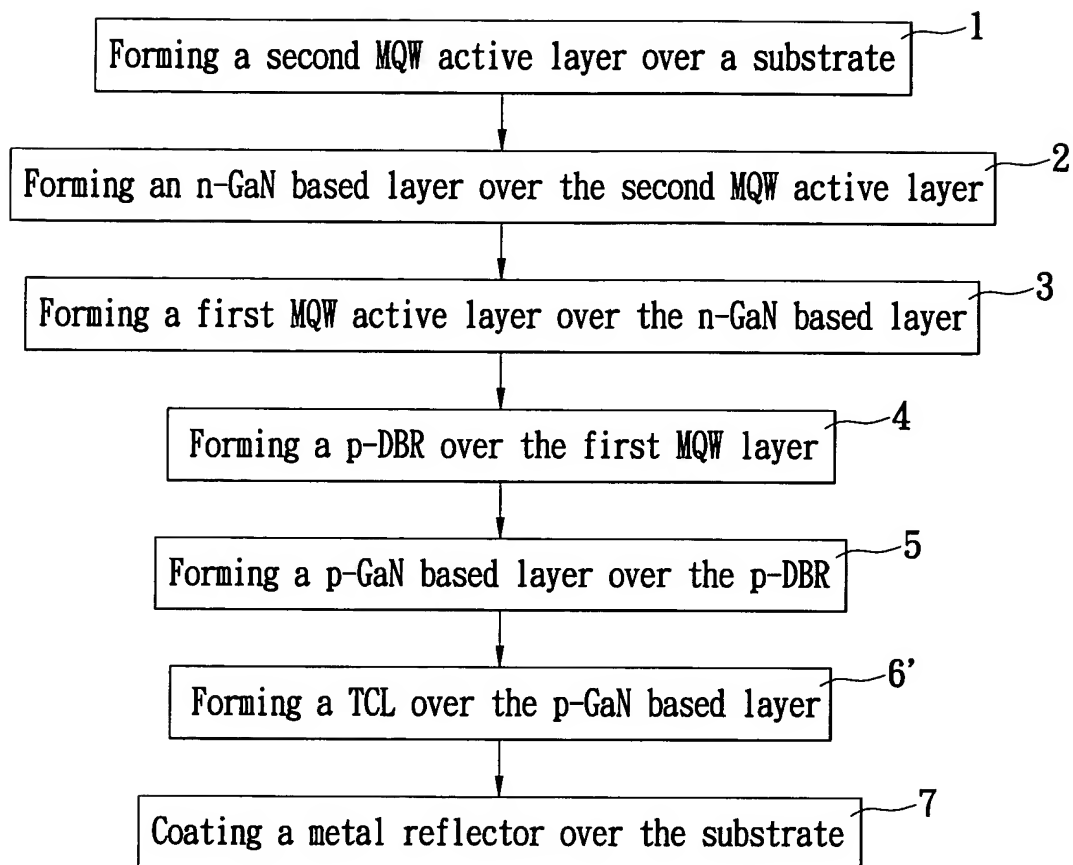 Forming a second MQW active layer over a substrate
1
Forming an n-GaN based layer over the second MQW active layer
2
Forming a first MQW active layer over the n-GaN based layer
3
Forming a p-DBR over the first MQW layer
4
Forming a p-GaN based layer over the p-DBR
5
Forming a TCL over the p-GaN based layer
6’
Coating a metal reflector over the substrate
7